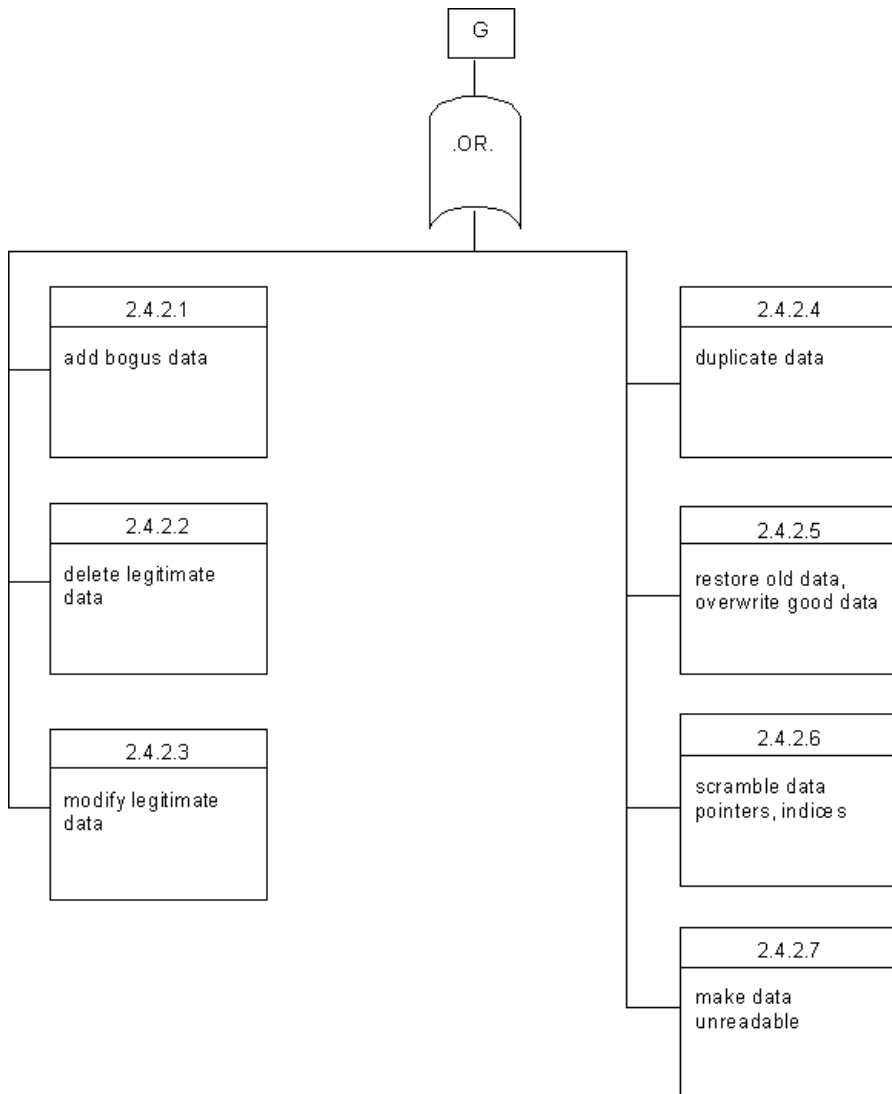 G
.OR.
2.4.2.1
add bogus data
2.4.2.2
delete legitimate
data
2.4.2.3
modify legitimate
data
2.4.2.4
duplicate data
2.4.2.5
restore old data,
overwrite good data
2.4.2.6
scramble data
pointers, indices
2.4.2.7
make data
unreadable